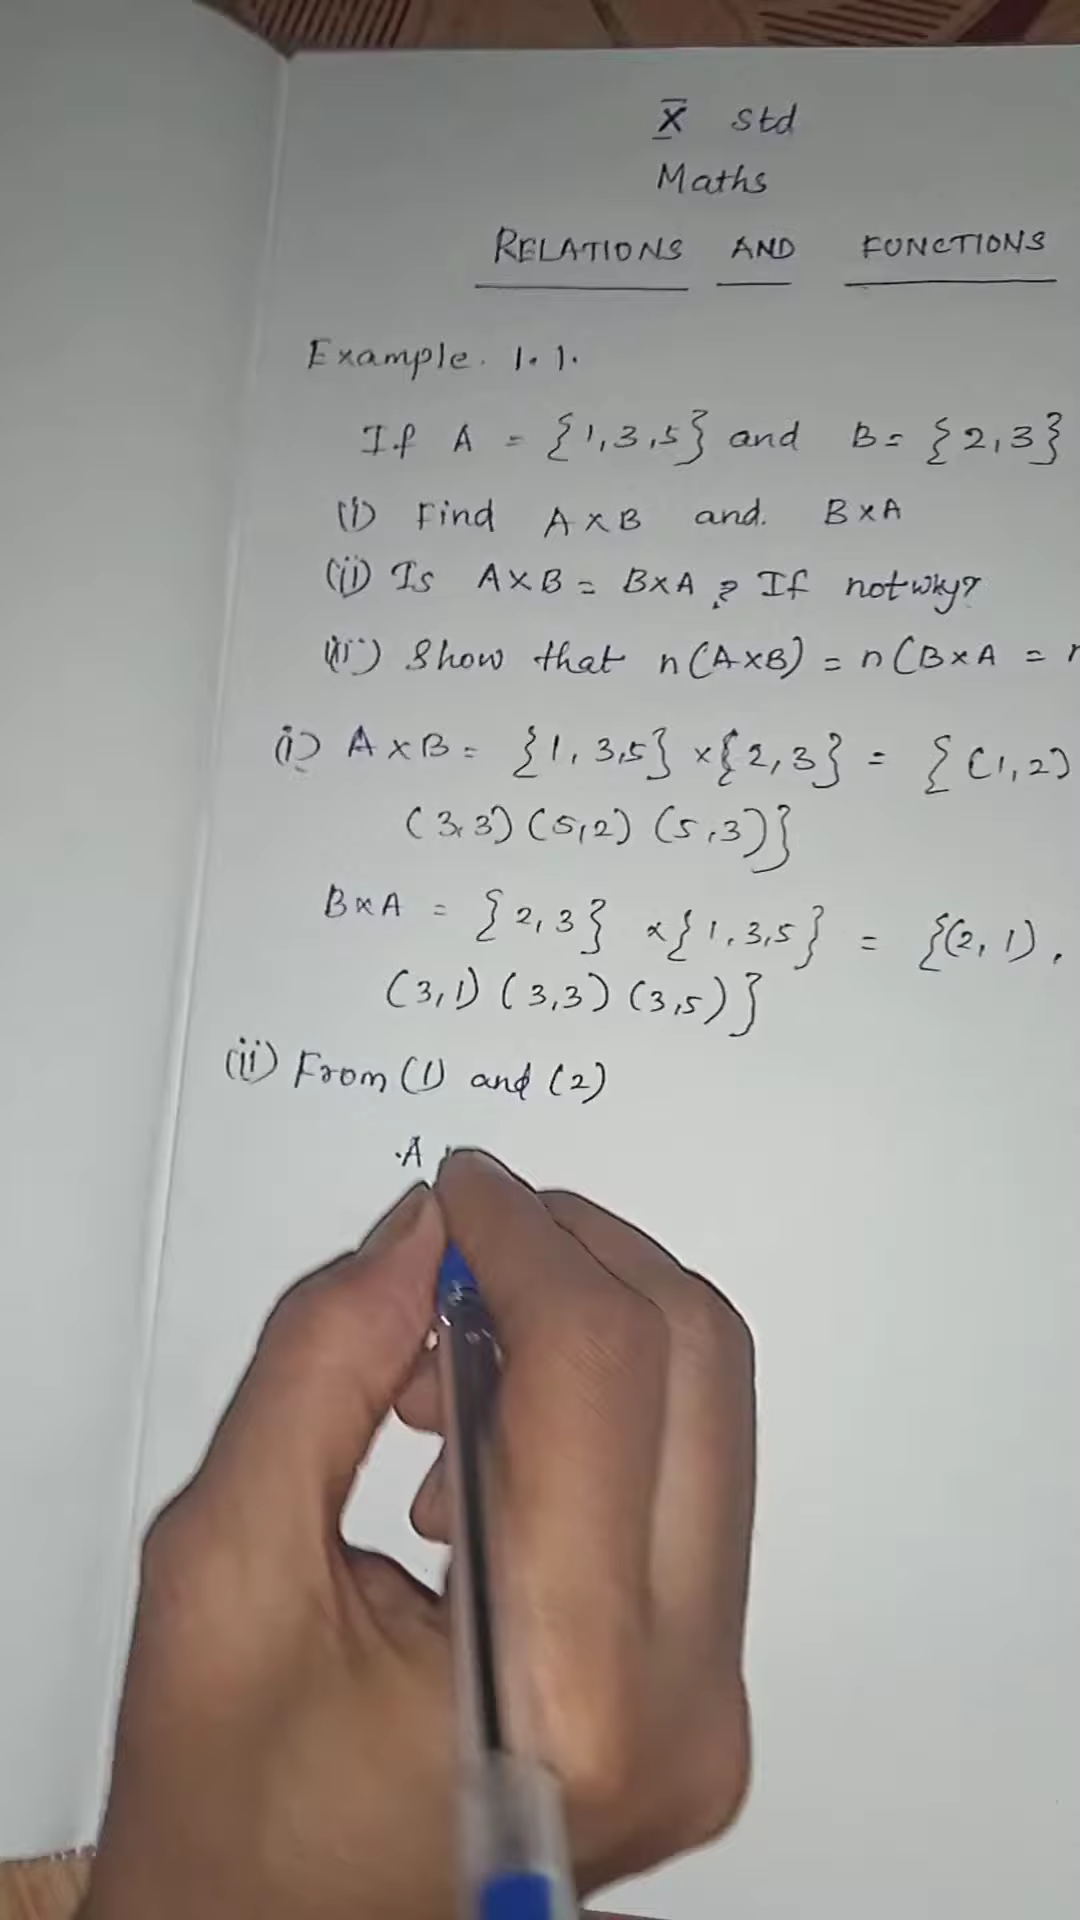 X Std
Maths
RELATIONS AND FUNCTIONS
Example. 1.1.
If A = {1,3,5} and B = {2,3}
(i) Find A×B and. B×A
(ii) Is A×B = B×A ? If not why?
(iii) Show that n(A×B) = n(B×A =
(i) A×B = {1,3,5} × {2,3} = {(1,2)
(3,3) (5,2) (5,3)}
B×A = {2,3} × {1,3,5} = {(2,1),
(3,1) (3,3) (3,5)}
(ii) From (1) and (2)
A